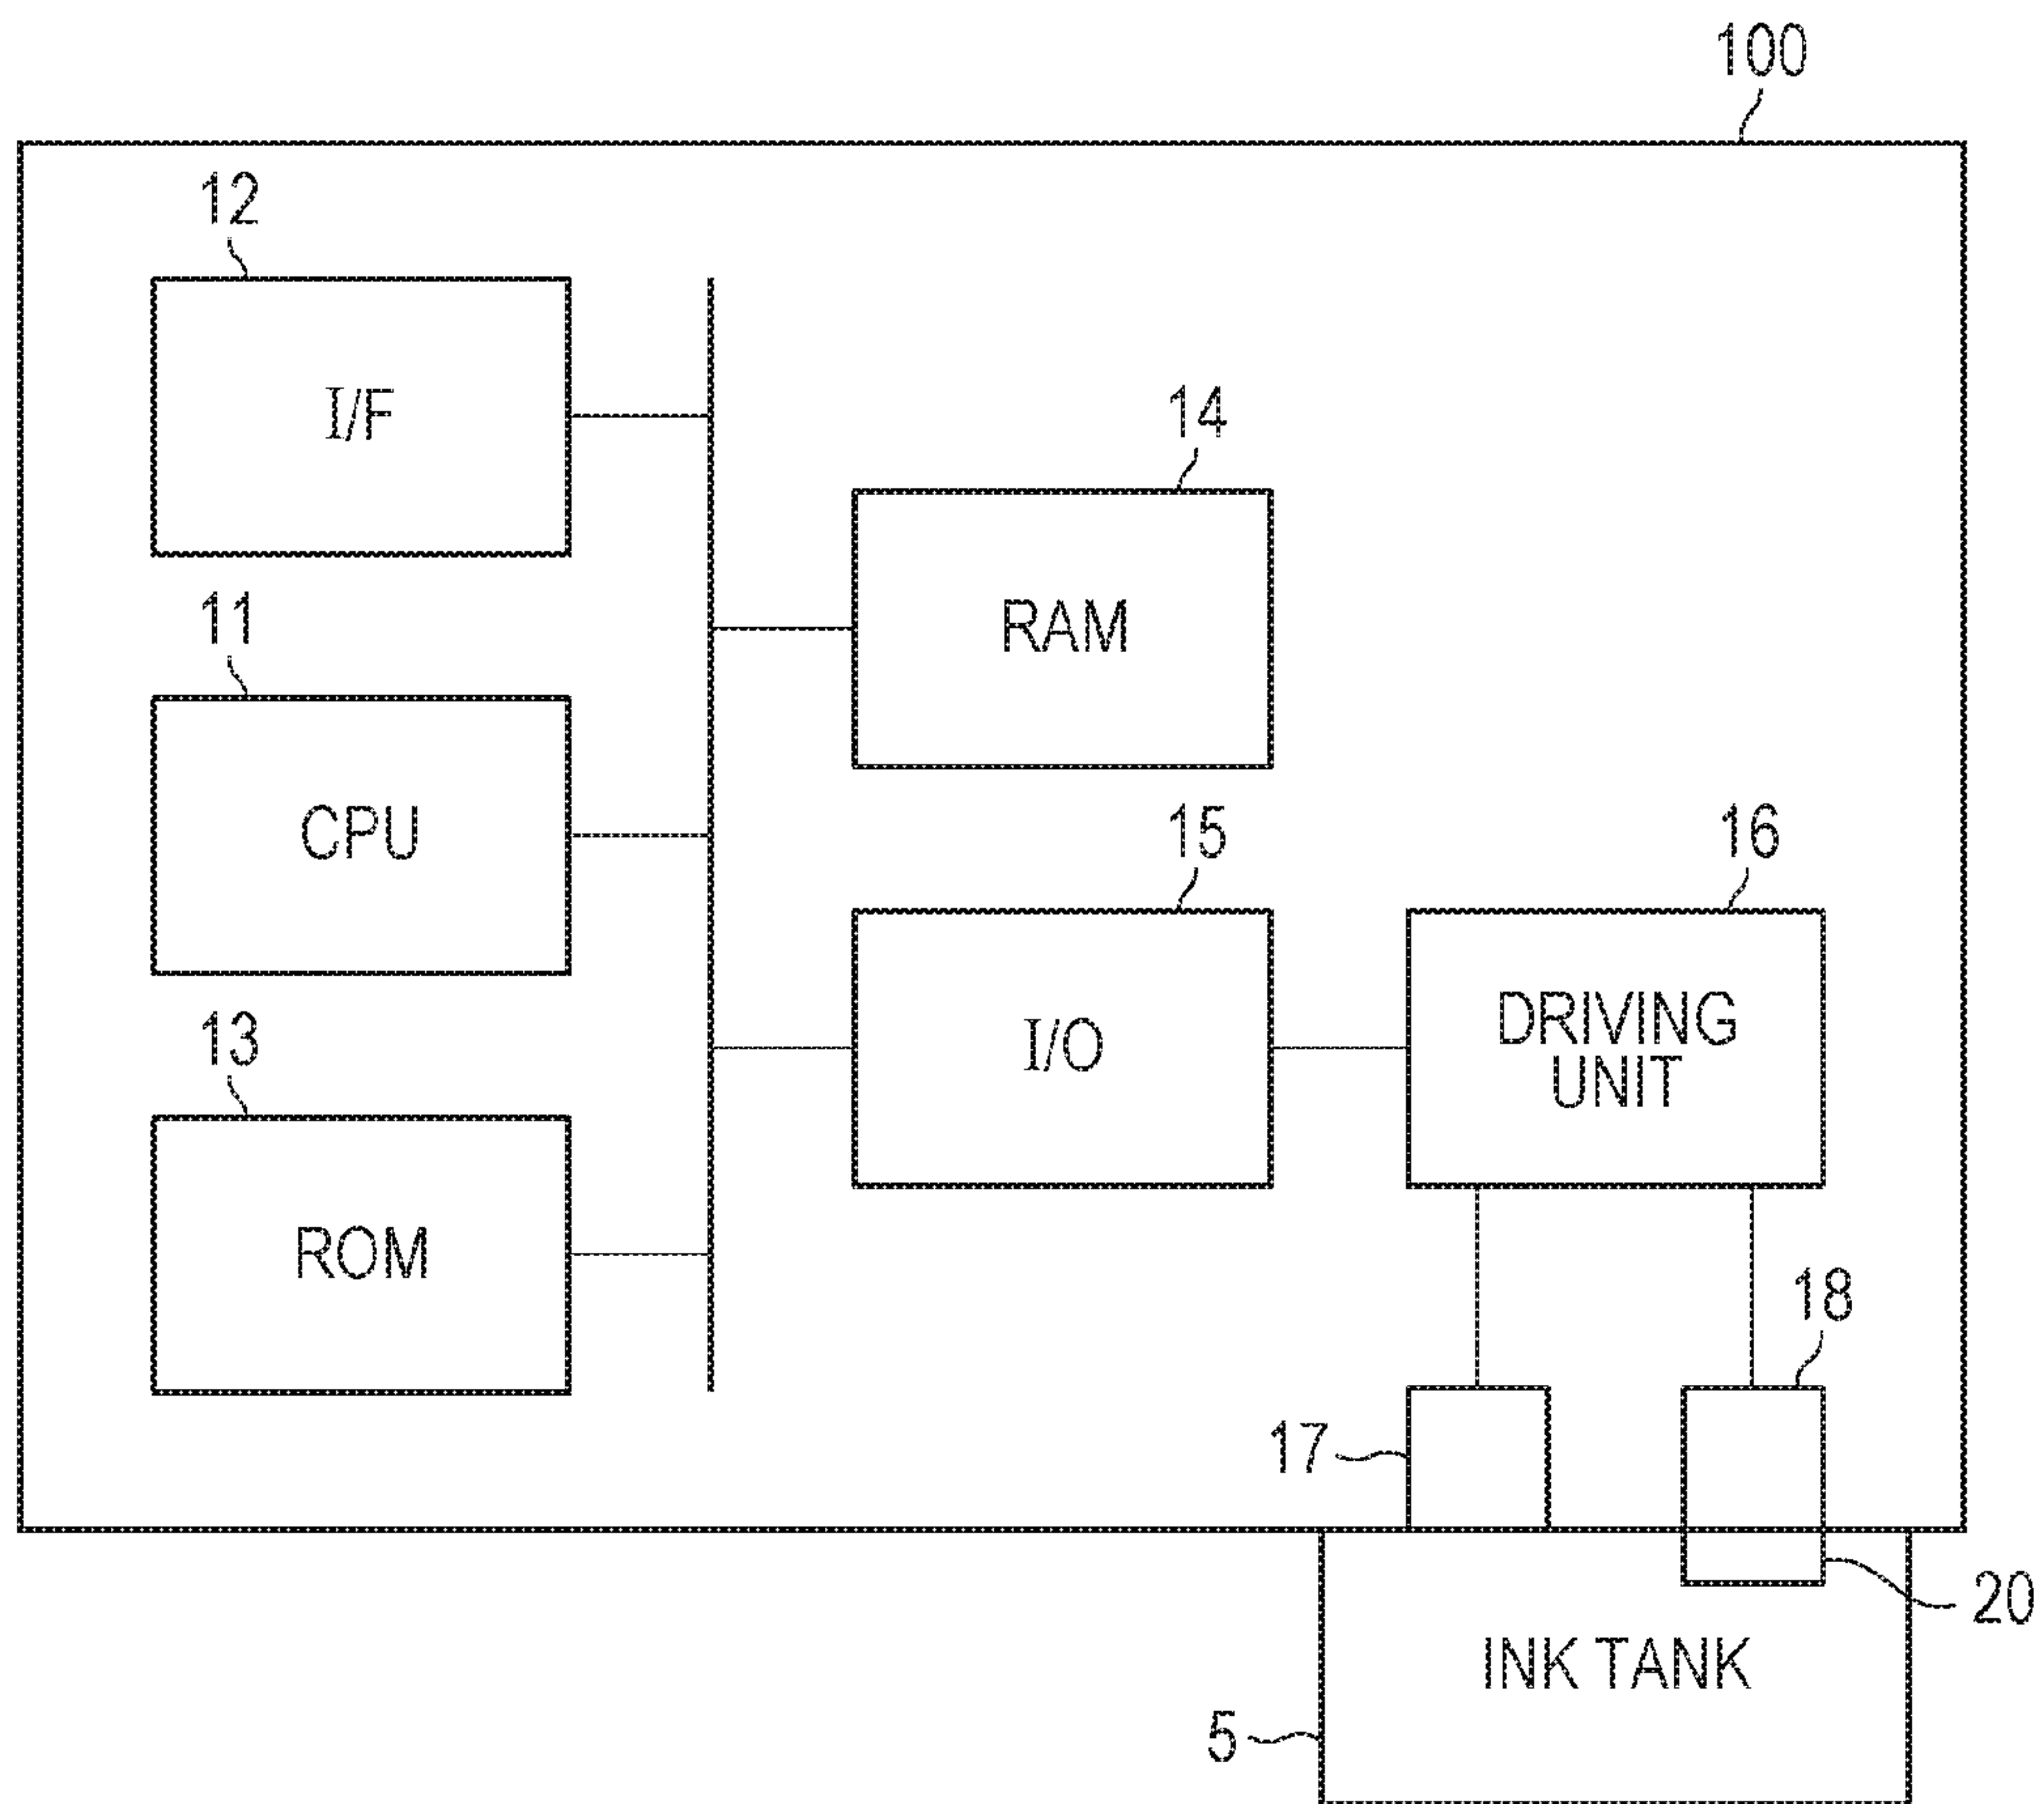 100
12
I/F
14
RAM
11
CPU
15
I/O
16
DRIVING
UNIT
13
ROM
18
17
20
INK TANK
5